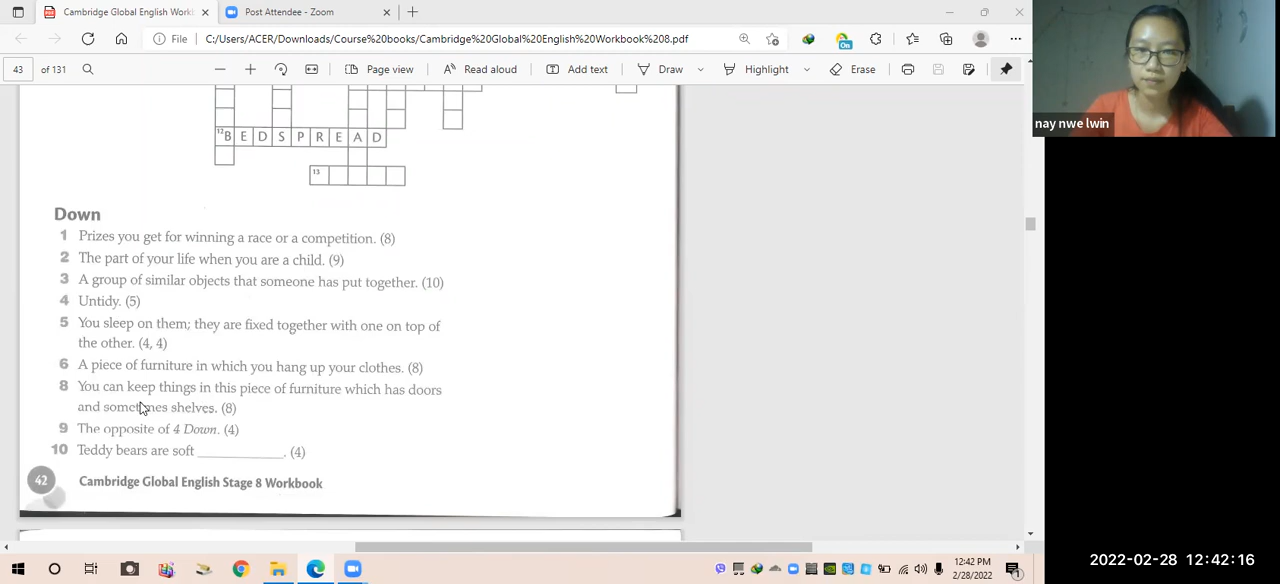 Cambridge Global English Worki
Post Attendee - Zoom
File
C:/Users/ACER/Downloads/Course%20books/Cambridge%20Global%20English%20Workbook%208.pdf
On
43 of 131
Page view
Read aloud
Add text
Draw
Highlight
Erase
nay nwe lwin
12 B E D S P R E A D
13
Down
1 Prizes you get for winning a race or a competition. (8)
2 The part of your life when you are a child. (9)
3 A group of similar objects that someone has put together. (10)
4 Untidy. (5)
5 You sleep on them; they are fixed together with one on top of
the other. (4, 4)
6 A piece of furniture in which you hang up your clothes. (8)
8 You can keep things in this piece of furniture which has doors
and sometimes shelves. (8)
9 The opposite of 4 Down. (4)
10 Teddy bears are soft ____________. (4)
42 Cambridge Global English Stage 8 Workbook
12:42 PM
2/28/2022
2022-02-28 12:42:16